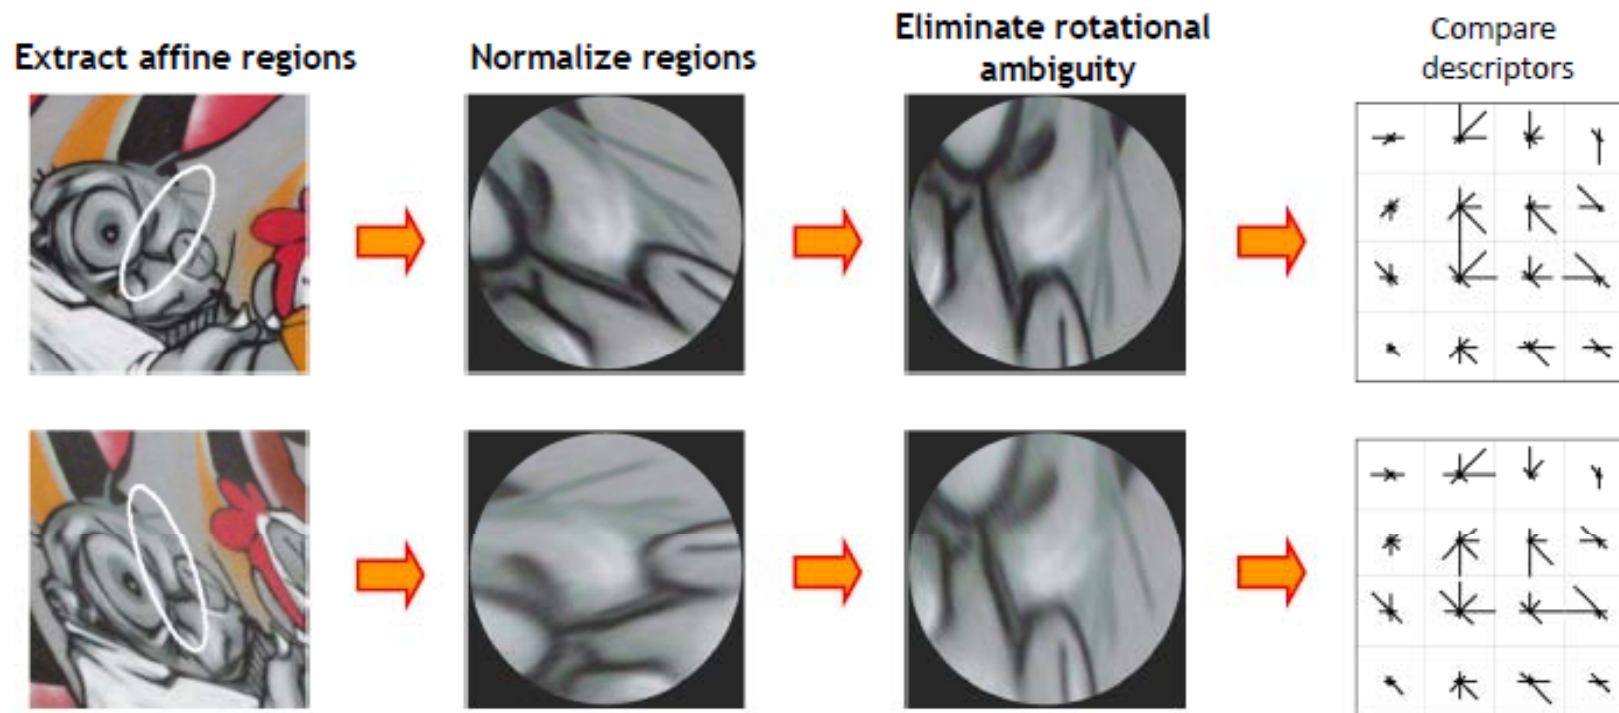 Extract affine regions
Normalize regions
Eliminate rotational
ambiguity
Compare
descriptors